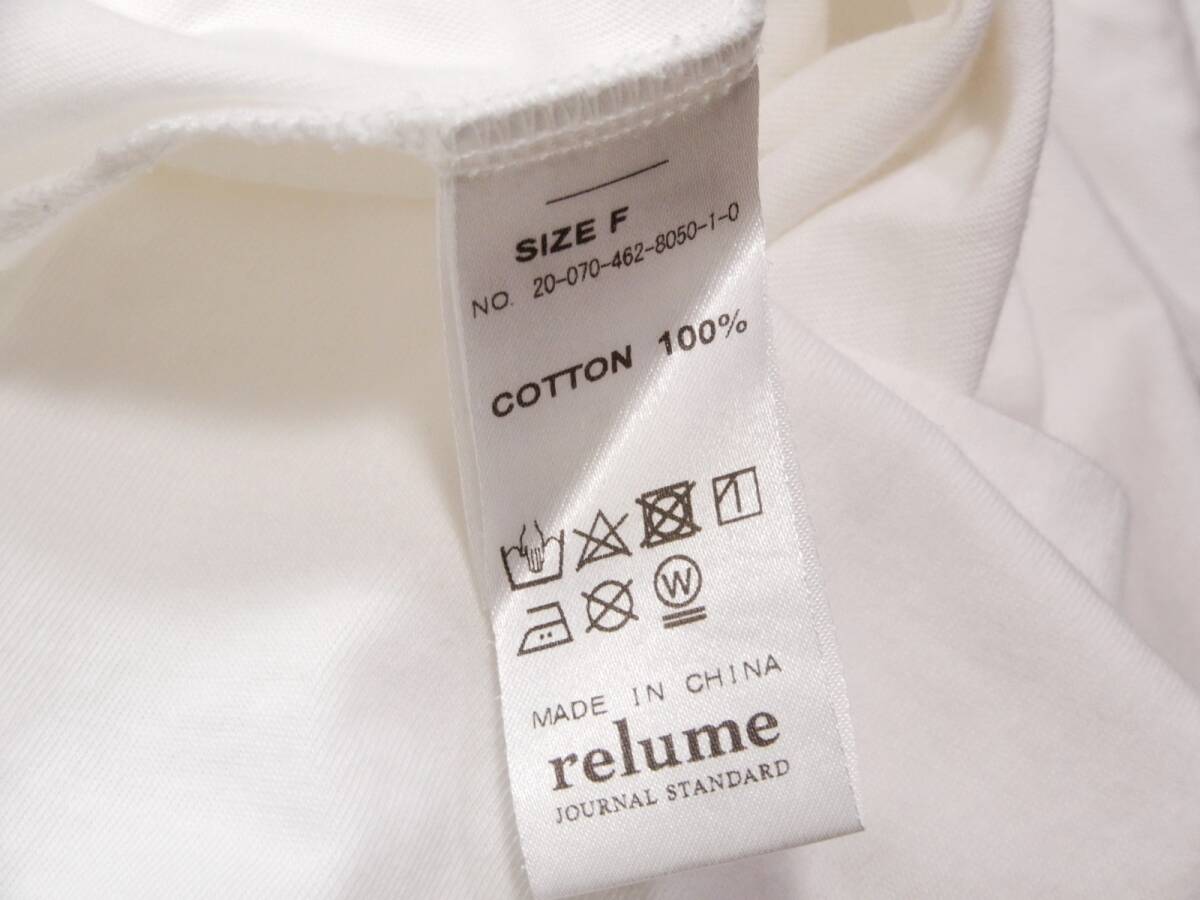 SIZE F
NO. 20-070-462-8050-1-0
COTTON 100%
W
MADE IN CHINA
relume
JOURNAL STANDARD